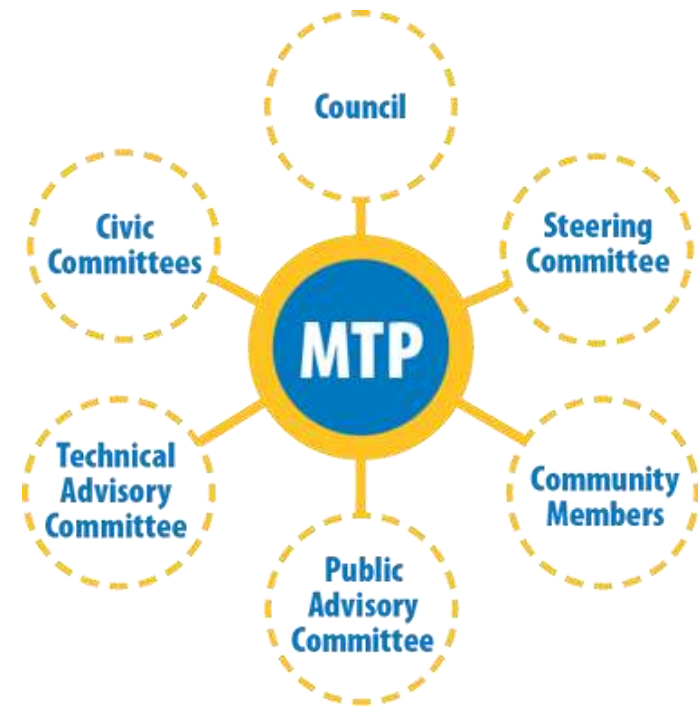 Council
Civic
Committees
Steering
Committee
MTP
Technical
Advisory
Committee
Community
Members
Public
Advisory
Committee